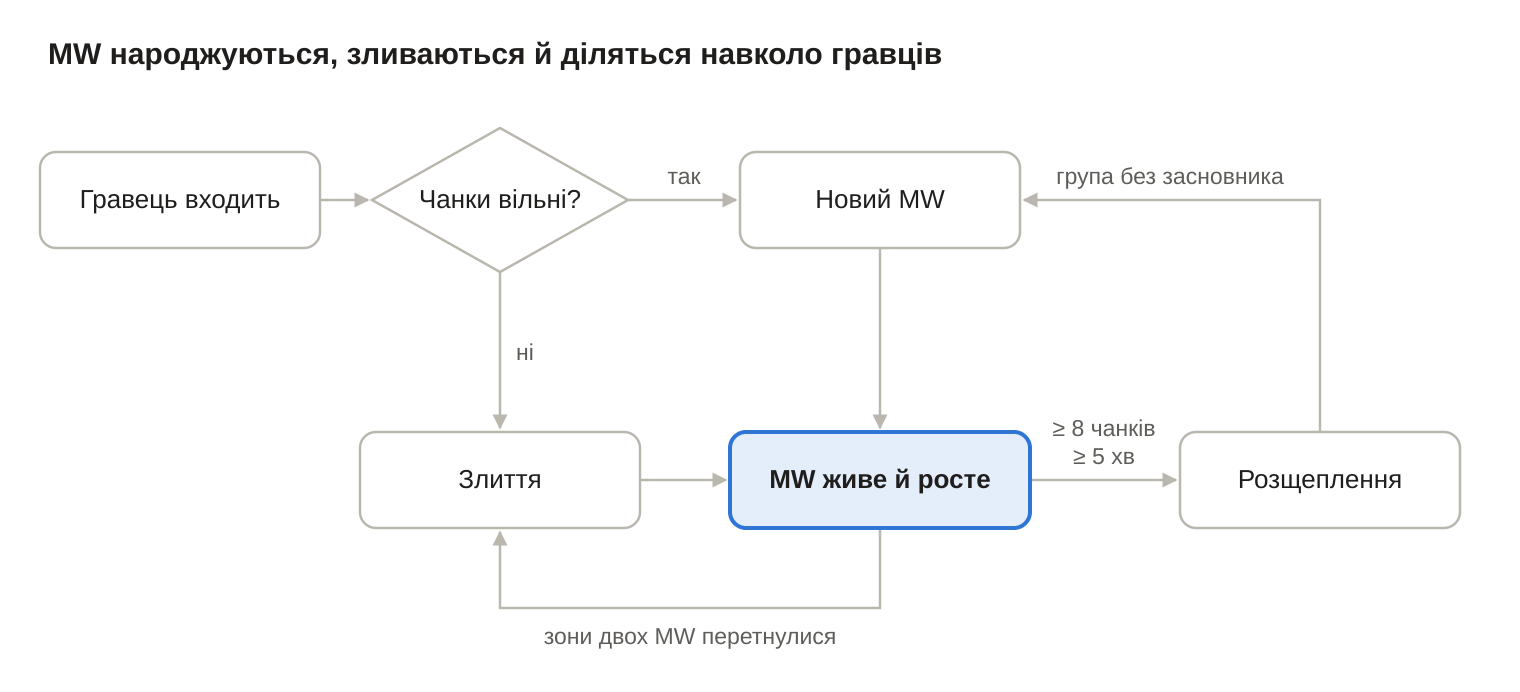 MW народжуються, зливаються й діляться навколо гравців
Гравець входить
Чанки вільні?
так
Новий MW
група без засновника
ні
Злиття
MW живе й росте
≥ 8 чанків
≥ 5 хв
Розщеплення
зони двох MW перетнулися